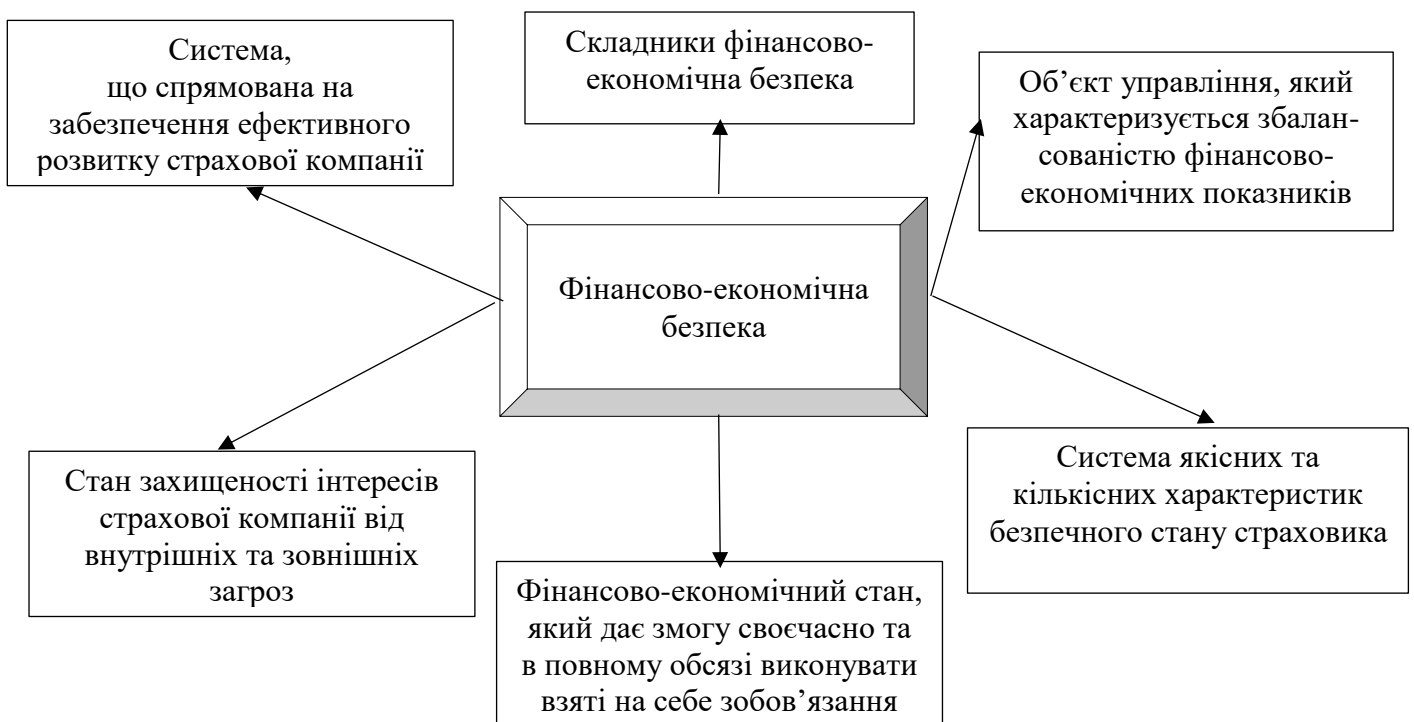 Система,
що спрямована на
забезпечення ефективного
розвитку страхової компанії
Складники фінансово-
економічна безпека
Об’єкт управління, який
характеризується збалан-
сованістю фінансово-
економічних показників
Фінансово-економічна
безпека
Стан захищеності інтересів
страхової компанії від
внутрішніх та зовнішніх
загроз
Фінансово-економічний стан,
який дає змогу своєчасно та
в повному обсязі виконувати
взяті на себе зобов’язання
Система якісних та
кількісних характеристик
безпечного стану страховика